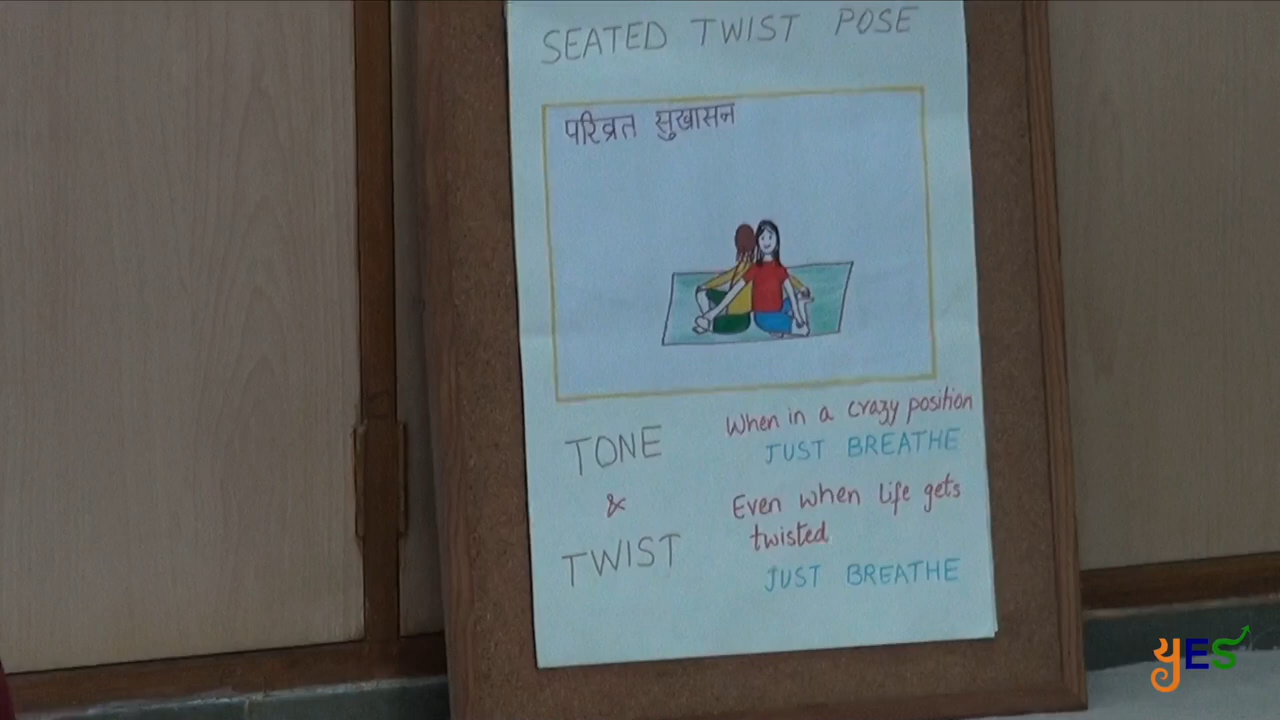 SEATED TWIST POSE
परिव्रत सुखासन
TONE
&
TWIST
When in a crazy position
JUST BREATHE
Even when life gets
twisted
JUST BREATHE
YES